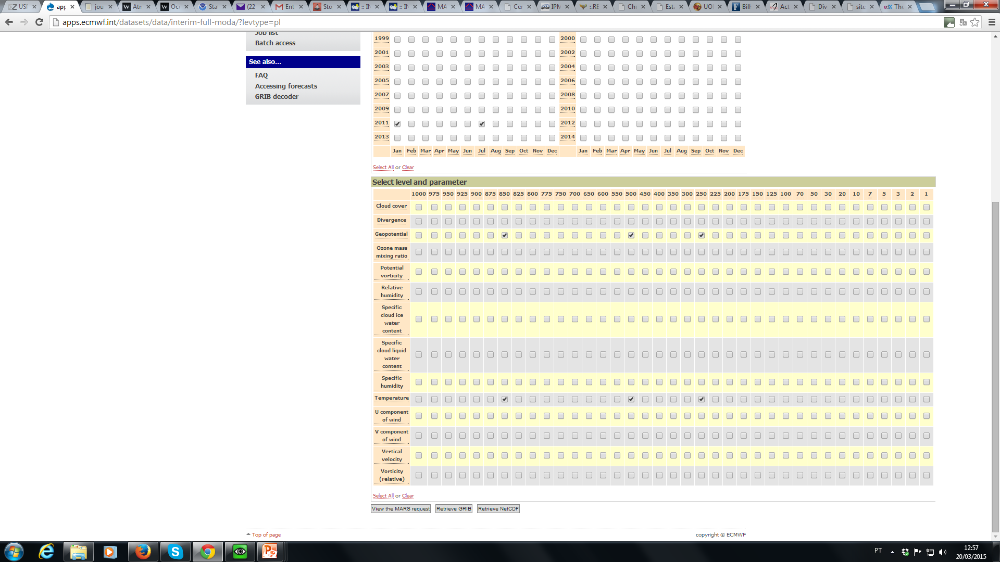 USF
app
jou
Atn
Oce
Stat
(22
Ent
Sto
:: IN
:: IN
MA
MA
Cer
IPM
:.RE
Ch
Est
UOI
Bill
Act
Div
site
The
apps.ecmwf.int/datasets/data/interim-full-moda/?levtype=pl
Job list
Batch access
See also...
FAQ
Accessing forecasts
GRIB decoder
1999 2000
2001 2002
2003 2004
2005 2006
2007 2008
2009 2010
2011 2012
2013 2014
Jan Feb Mar Apr May Jun Jul Aug Sep Oct Nov Dec Jan Feb Mar Apr May Jun Jul Aug Sep Oct Nov Dec
Select All or Clear
Select level and parameter
1000 975 950 925 900 875 850 825 800 775 750 700 650 600 550 500 450 400 350 300 250 225 200 175 150 125 100 70 50 30 20 10 7 5 3 2 1
Cloud cover
Divergence
Geopotential
Ozone mass
mixing ratio
Potential
vorticity
Relative
humidity
Specific
cloud ice
water
content
Specific
cloud liquid
water
content
Specific
humidity
Temperature
U component
of wind
V component
of wind
Vertical
velocity
Vorticity
(relative)
Select All or Clear
View the MARS request Retrieve GRIB Retrieve NetCDF
Top of page
copyright © ECMWF
PT
12:57
20/03/2015